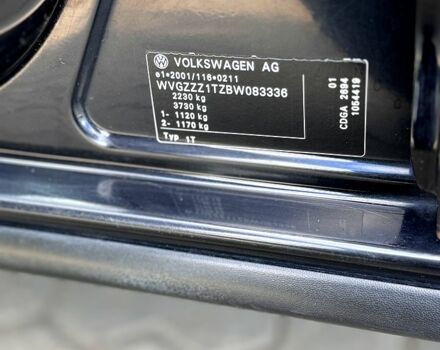 VOLKSWAGEN AG
e1*2001/116*0211
WVGZZZ1TZBW083336
2230 kg
3730 kg
1- 1120 kg
2- 1170 kg
Typ 1T
01
CDGA 2694
1054419